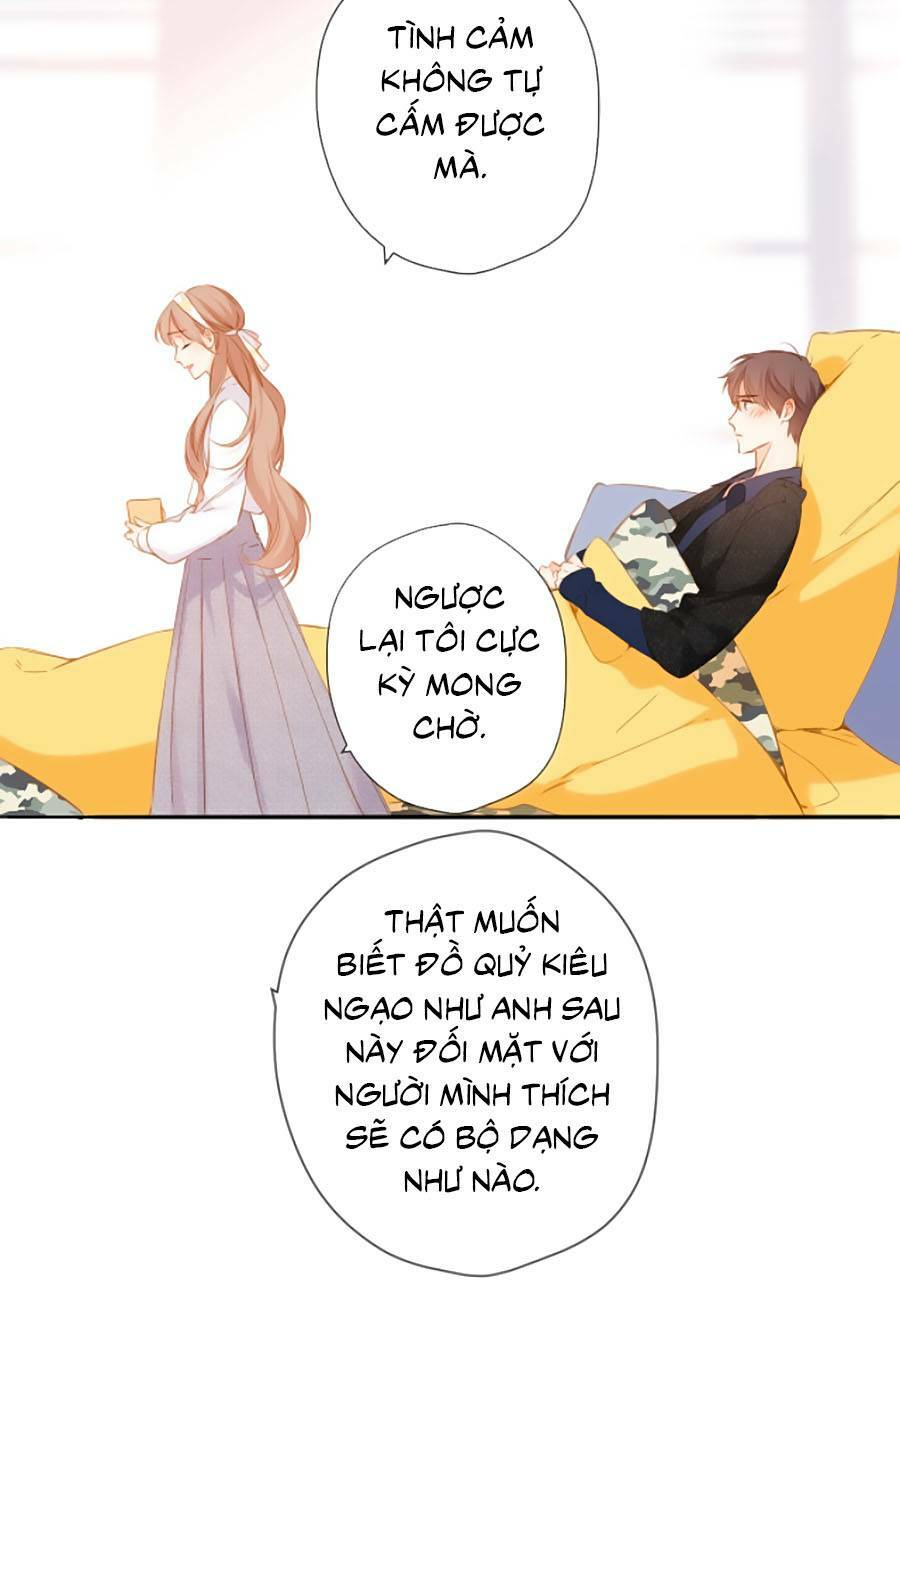 TÌNH CẢM
KHÔNG TỰ
CẤM ĐƯỢC
MÀ.
NGƯỢC
LẠI TÔI CỰC
KỲ MONG
CHỜ.
THẬT MUỐN
BIẾT ĐỒ QUỶ KIÊU
NGẠO NHƯ ANH SAU
NÀY ĐỐI MẶT VỚI
NGƯỜI MÌNH THÍCH
SẼ CÓ BỘ DẠNG
NHƯ NÀO.